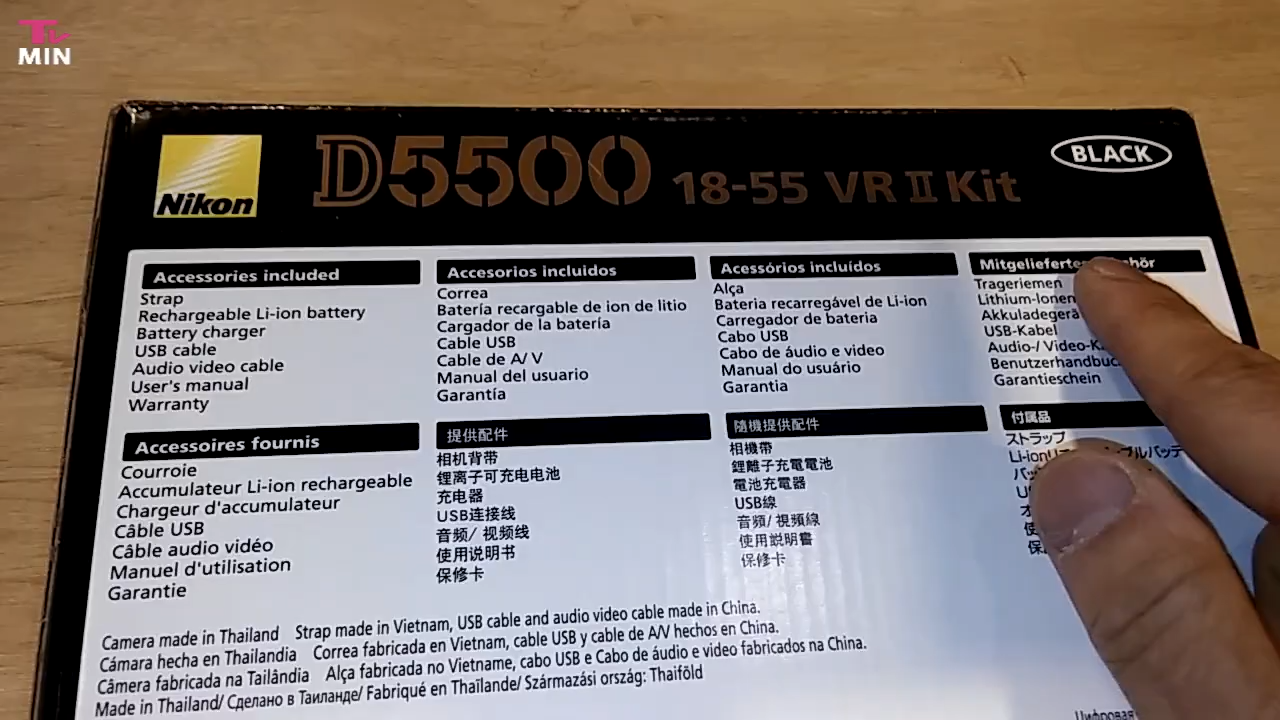 Tv
MIN
Nikon
D5500 18-55 VR II Kit
BLACK
Accessories included
Strap
Rechargeable Li-ion battery
Battery charger
USB cable
Audio video cable
User's manual
Warranty
Accesorios incluidos
Correa
Batería recargable de ion de litio
Cargador de la batería
Cable USB
Cable de A/V
Manual del usuario
Garantía
Acessórios incluídos
Alça
Bateria recarregável de Li-ion
Carregador de bateria
Cabo USB
Cabo de áudio e video
Manual do usuário
Garantia
Trageriemen
USB-Kabel
Garantieschein
Accessoires fournis
Courroie
Accumulateur Li-ion rechargeable
Chargeur d'accumulateur
Câble USB
Câble audio vidéo
Manuel d'utilisation
Garantie
提供配件
相机背带
锂离子可充电电池
充电器
USB连接线
音频/视频线
使用说明书
保修卡
隨機提供配件
相機帶
鋰離子充電電池
電池充電器
USB線
音頻/視頻線
使用説明書
保修卡
付属品
ストラップ
Camera made in Thailand Strap made in Vietnam, USB cable and audio video cable made in China.
Cámara hecha en Thailandia Correa fabricada en Vietnam, cable USB y cable de A/V hechos en China.
Câmera fabricada na Tailândia Alça fabricada no Vietname, cabo USB e Cabo de áudio e video fabricados na China.
Made in Thailand/ Сделано в Таиланде/ Fabriqué en Thaïlande/ Származási ország: Thaiföld
Цифровая